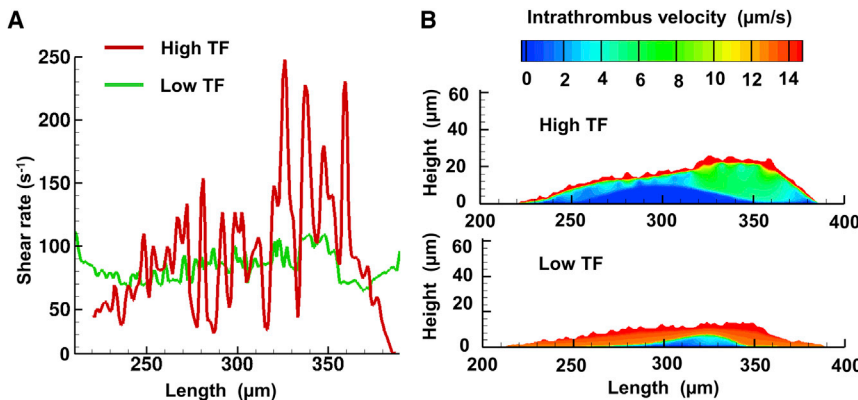 A
High TF
Low TF
250
200
150
100
50
0
Shear rate (s⁻¹)
250 300 350
Length (µm)
B
Intrathrombus velocity (µm/s)
0 2 4 6 8 10 12 14
60
40
20
0
Height (µm)
High TF
200 250 300 350 400
60
40
20
0
Height (µm)
Low TF
200 250 300 350 400
Length (µm)